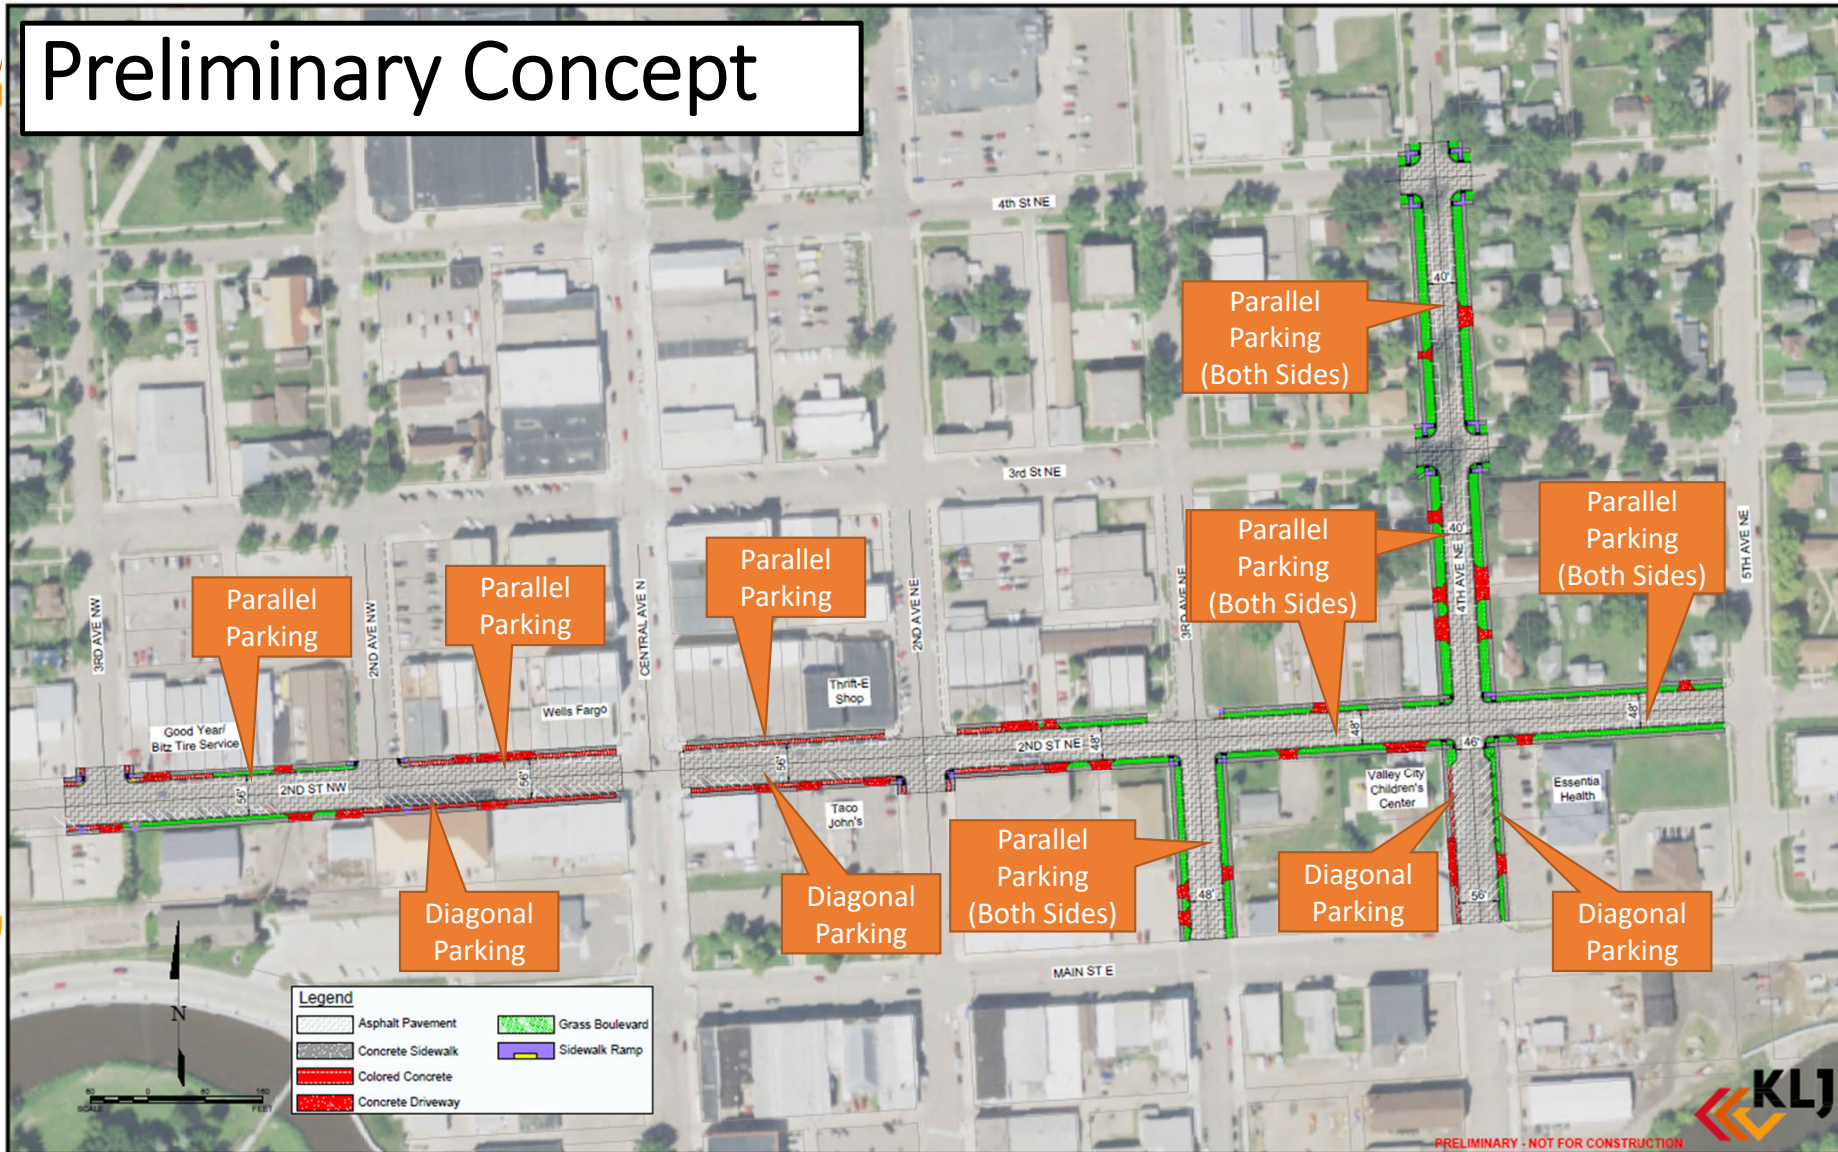 Preliminary Concept
4th St NE
40'
Parallel
Parking
(Both Sides)
3rd St NE
Parallel
Parking
(Both Sides)
40'
4TH AVE NE
Parallel
Parking
(Both Sides)
5TH AVE NE
3RD AVE NW
Parallel
Parking
2ND AVE NW
Parallel
Parking
CENTRAL AVE N
Parallel
Parking
2ND AVE NE
3RD AVE NE
Good Year/
Bitz Tire Service
Wells Fargo
Thrift-E
Shop
56'
2ND ST NW
56'
56'
2ND ST NE
48'
48'
46'
48'
Taco
John's
Valley City
Children's
Center
Essentia
Health
Diagonal
Parking
Diagonal
Parking
Parallel
Parking
(Both Sides)
48'
Diagonal
Parking
56'
Diagonal
Parking
MAIN ST E
N
80 0 80 160
SCALE FEET
Legend
Asphalt Pavement
Concrete Sidewalk
Colored Concrete
Concrete Driveway
Grass Boulevard
Sidewalk Ramp
KLJ
PRELIMINARY - NOT FOR CONSTRUCTION